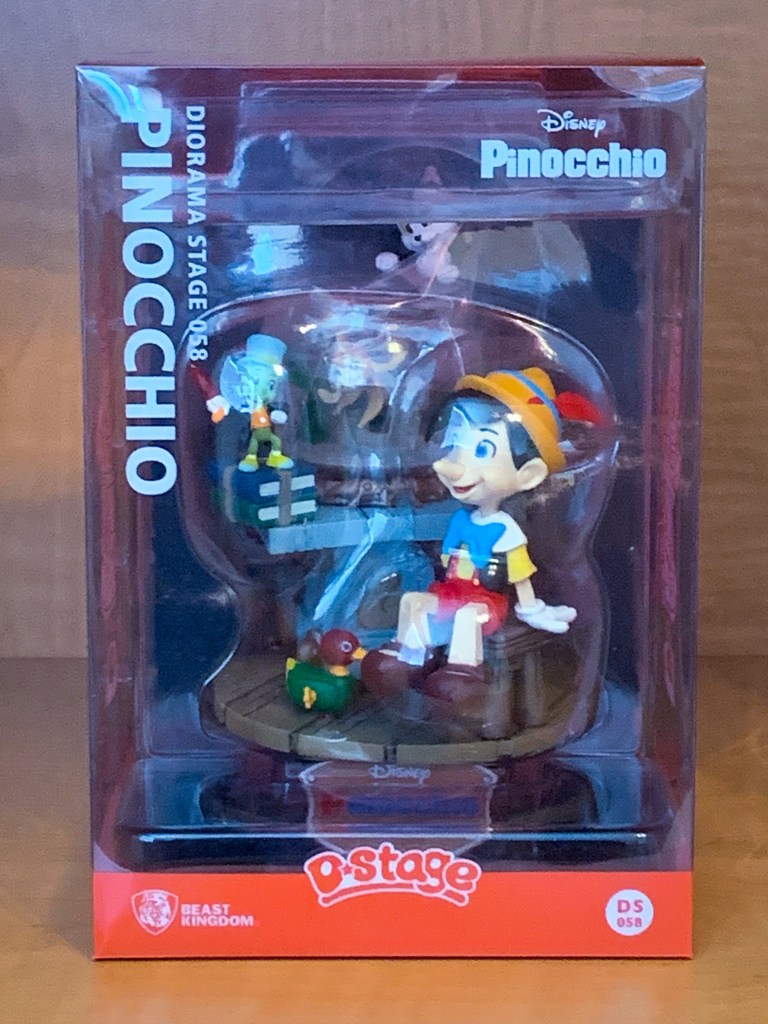 DIORAMA STAGE 058
PINOCCHIO
Disney
Pinocchio
Disney
D★stage
BEAST
KINGDOM
DS
058